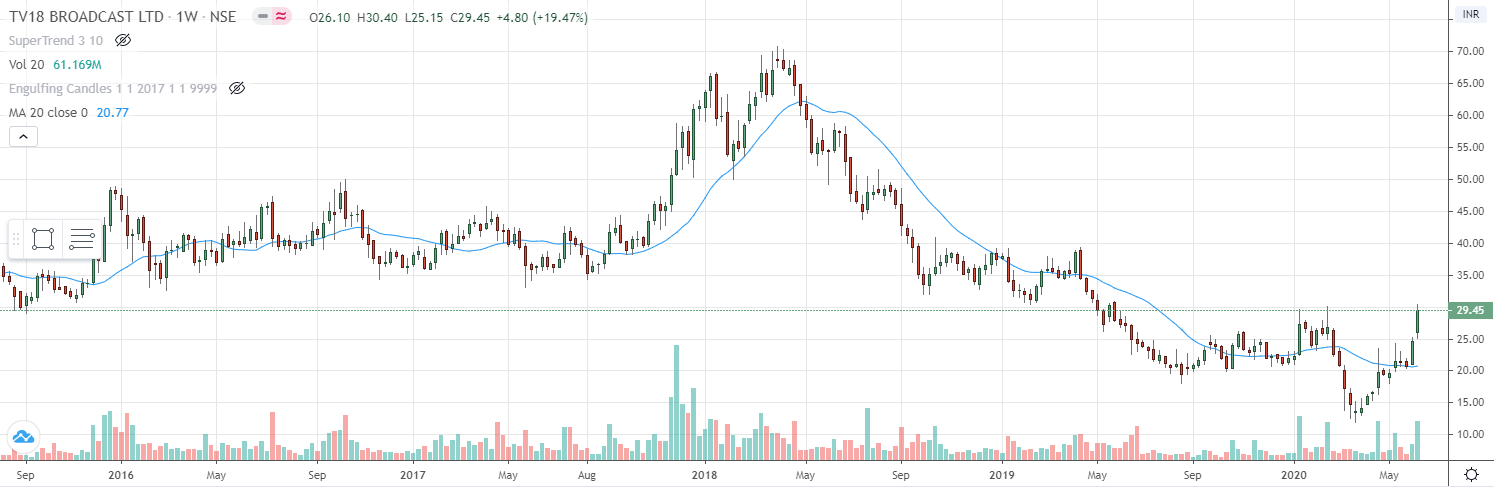 TV18 BROADCAST LTD · 1W · NSE O26.10 H30.40 L25.15 C29.45 +4.80 (+19.47%) INR
SuperTrend 3 10
Vol 20 61.169M
Engulfing Candles 1 1 2017 1 1 9999
MA 20 close 0 20.77
70.00
65.00
60.00
55.00
50.00
45.00
40.00
35.00
29.45
25.00
20.00
15.00
10.00
Sep 2016 May Sep 2017 May Aug 2018 May Sep 2019 May Sep 2020 May